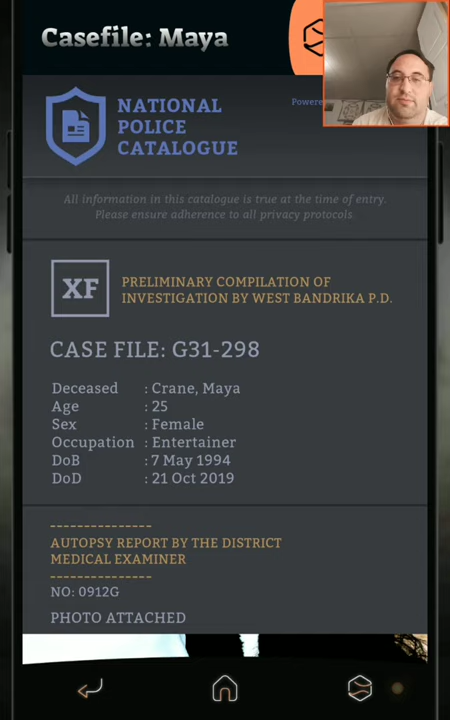 Casefile: Maya
NATIONAL
POLICE
CATALOGUE
All information in this catalogue is true at the time of entry.
Please ensure adherence to all privacy protocols.
XF
PRELIMINARY COMPILATION OF
INVESTIGATION BY WEST BANDRIKA P.D.
CASE FILE: G31-298
Deceased : Crane, Maya
Age : 25
Sex : Female
Occupation : Entertainer
DoB : 7 May 1994
DoD : 21 Oct 2019
---------------
AUTOPSY REPORT BY THE DISTRICT
MEDICAL EXAMINER
---------------
NO: 0912G
PHOTO ATTACHED